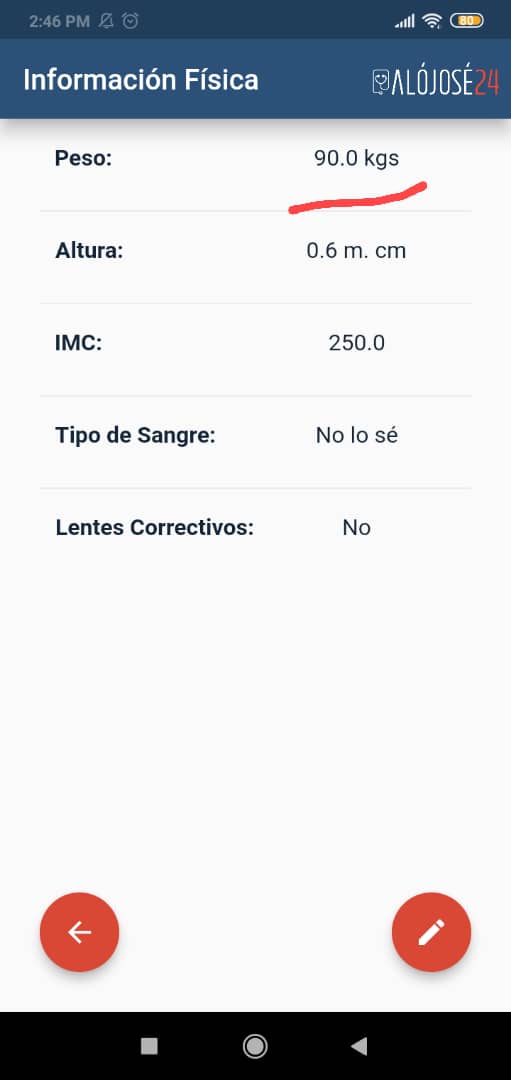 2:46 PM 80
Información Física ALÓJOSÉ24
Peso: 90.0 kgs
Altura: 0.6 m. cm
IMC: 250.0
Tipo de Sangre: No lo sé
Lentes Correctivos: No